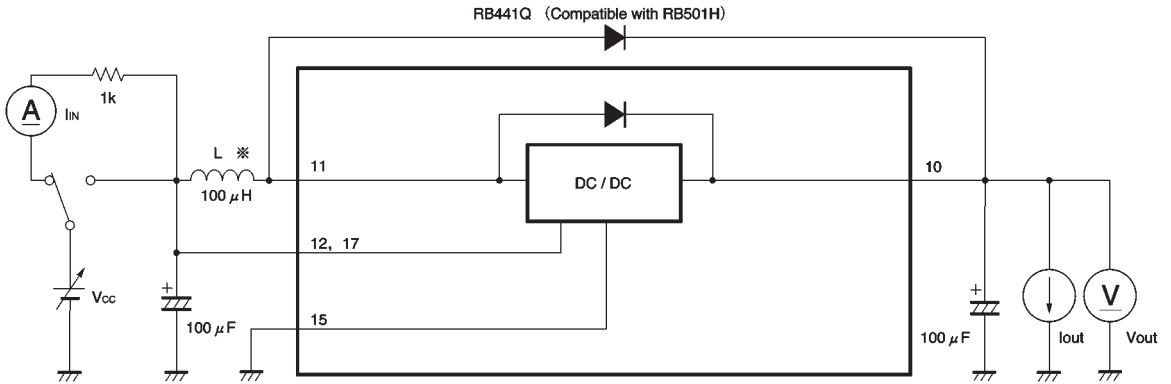 RB441Q (Compatible with RB501H)
A
IIN
1k
L ※
100 μH
11
DC / DC
10
12, 17
VCC
100 μF
15
100 μF
Iout
V
Vout
+
+